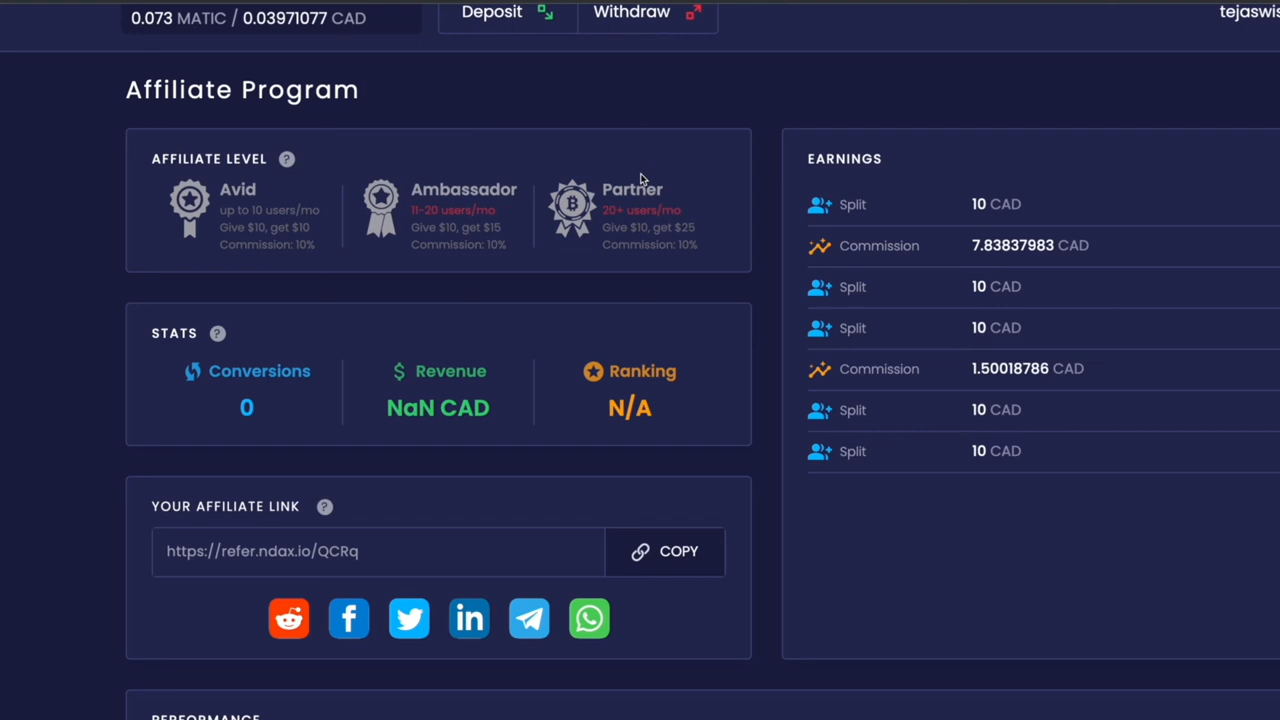 0.073 MATIC / 0.03971077 CAD
Deposit
Withdraw
Affiliate Program
AFFILIATE LEVEL ?
Avid
up to 10 users/mo
Give $10, get $10
Commission: 10%
Ambassador
11-20 users/mo
Give $10, get $15
Commission: 10%
Partner
20+ users/mo
Give $10, get $25
Commission: 10%
STATS ?
Conversions
0
$ Revenue
NaN CAD
Ranking
N/A
YOUR AFFILIATE LINK ?
https://refer.ndax.io/QCRq
COPY
EARNINGS
Split 10 CAD
Commission 7.83837983 CAD
Split 10 CAD
Split 10 CAD
Commission 1.50018786 CAD
Split 10 CAD
Split 10 CAD
PERFORMANCE